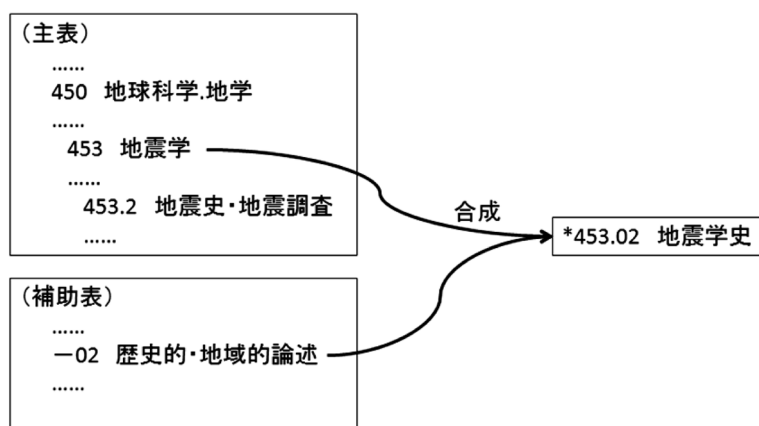 （主表）
……
450 地球科学.地学
……
453 地震学
……
453.2 地震史・地震調査
……
合成
*453.02 地震学史
（補助表）
……
－02 歴史的・地域的論述
……